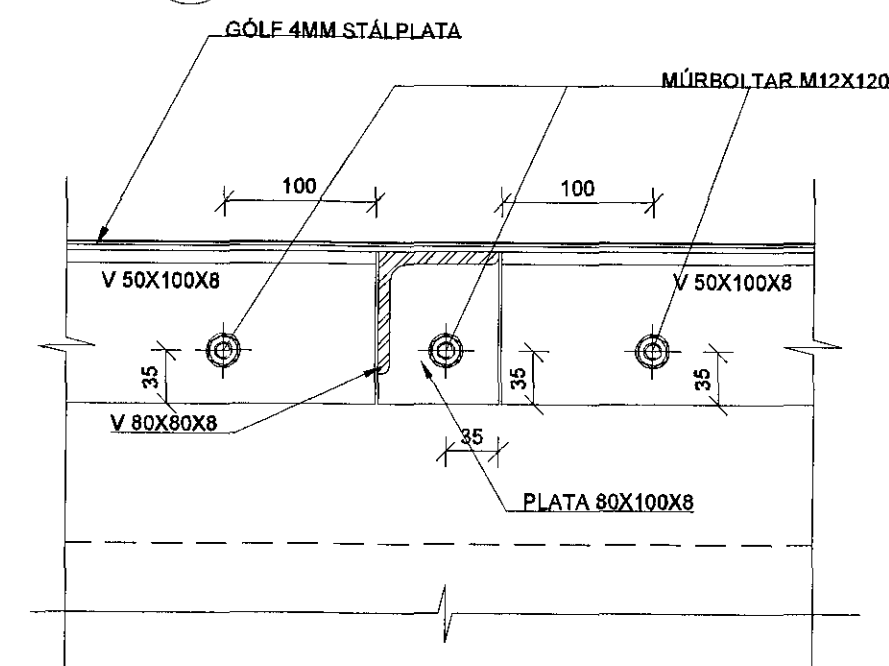 GÓLF 4MM STÁLPLATA
MÚRBOLTAR M12X120
100
100
V 50X100X8
V 50X100X8
35
35
35
V 80X80X8
35
PLATA 80X100X8